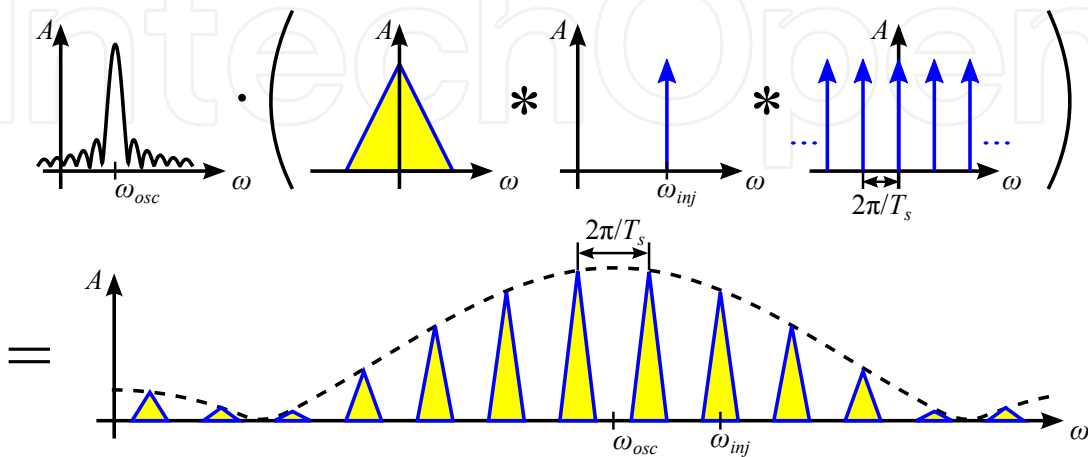 IntechOpen
A
ω
ω_osc
·
(
A
ω
*
A
ω
ω_inj
*
A
.....
.....
ω
2π/T_s
)
2π/T_s
=
A
ω_osc
ω_inj
ω